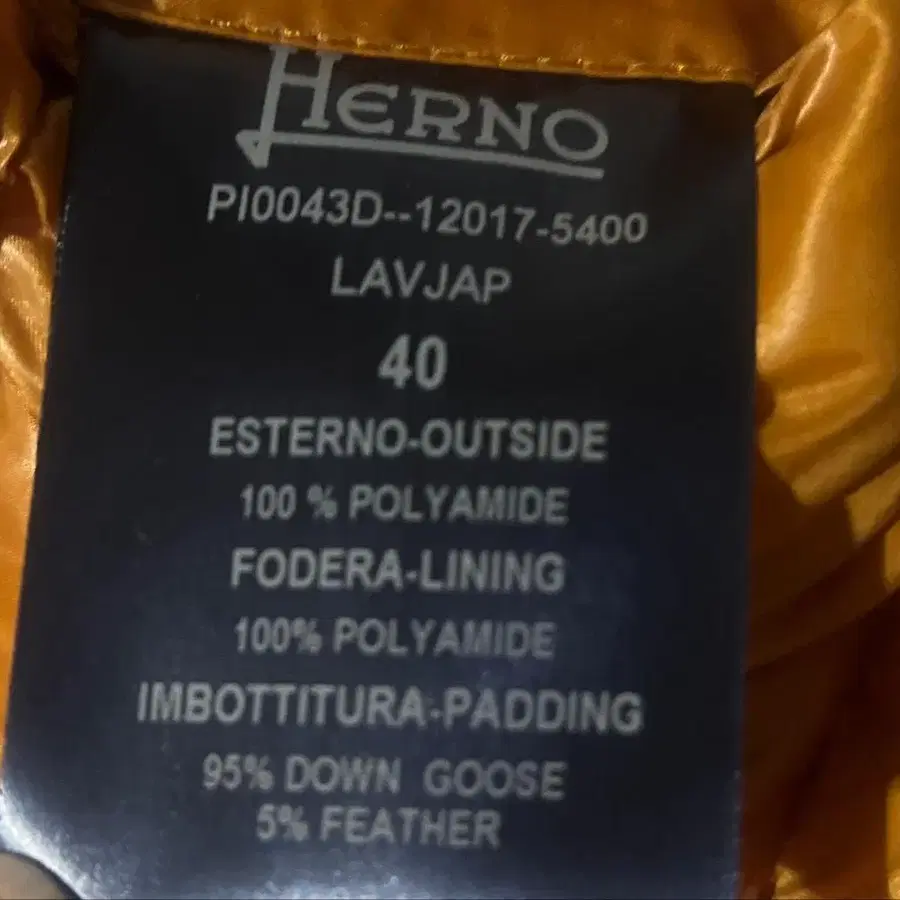 HERNO
PI0043D--12017-5400
LAVJAP
40
ESTERNO-OUTSIDE
100 % POLYAMIDE
FODERA-LINING
100% POLYAMIDE
IMBOTTITURA-PADDING
95% DOWN GOOSE
5% FEATHER